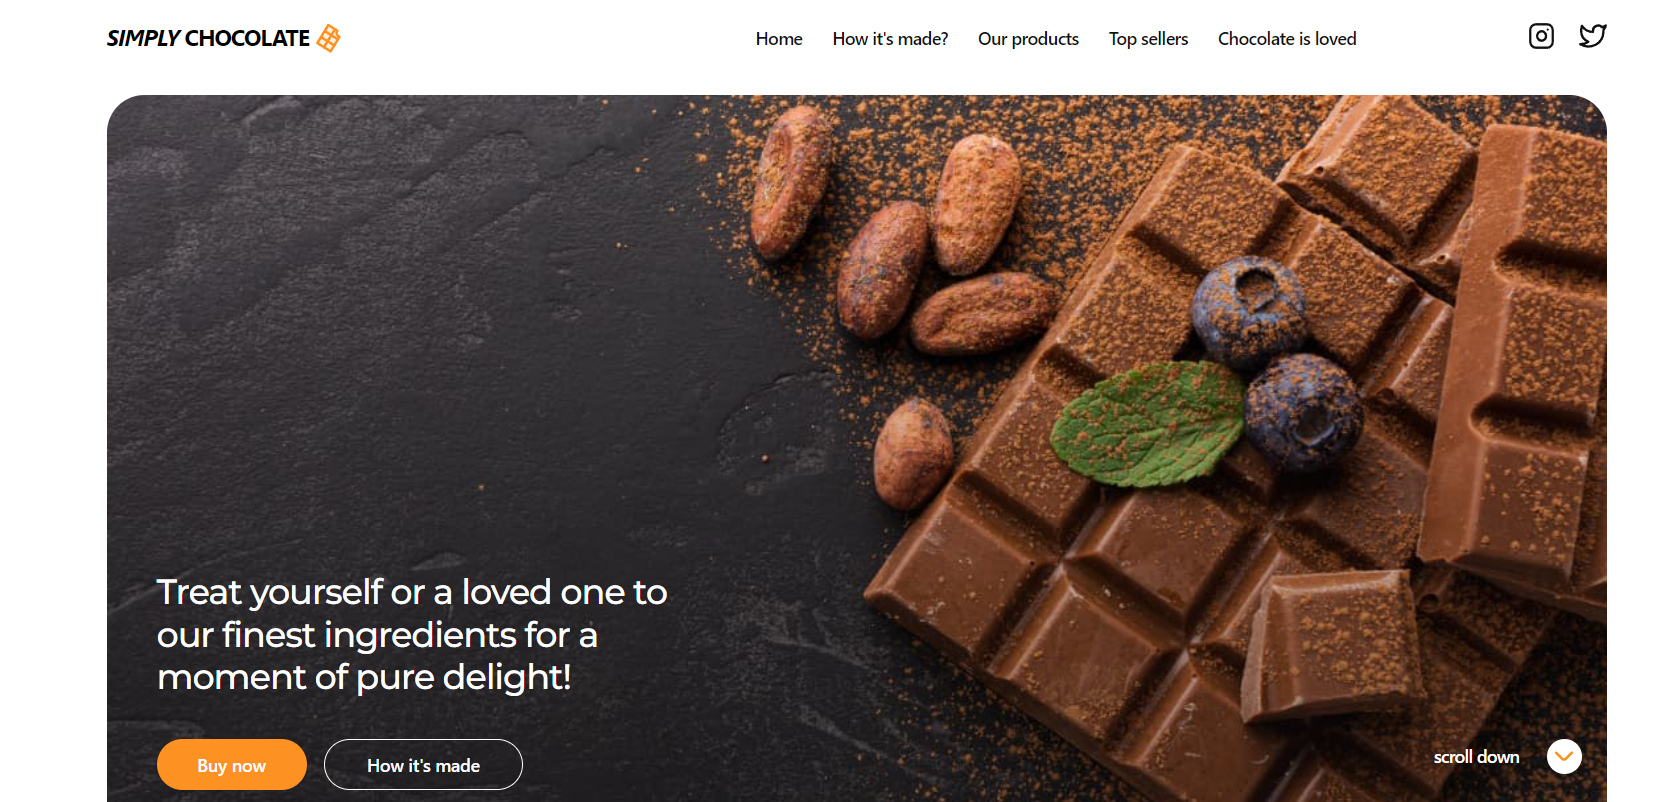 SIMPLY CHOCOLATE
Home How it's made? Our products Top sellers Chocolate is loved
Treat yourself or a loved one to
our finest ingredients for a
moment of pure delight!
Buy now How it's made
scroll down